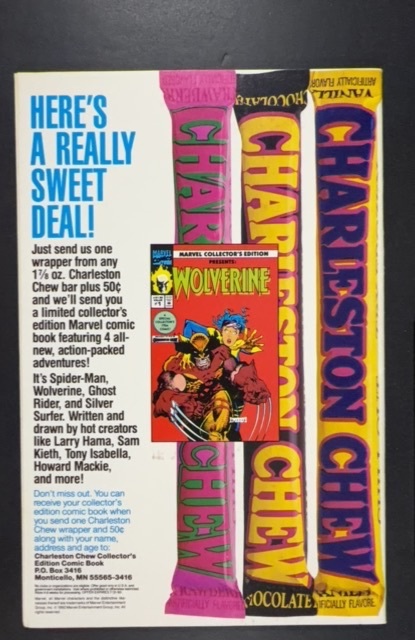 HERE'S
A REALLY
SWEET
DEAL!
Just send us one
wrapper from any
1⅞ oz. Charleston
Chew bar plus 50¢
and we'll send you
a limited collector's
edition Marvel comic
book featuring 4 all-
new, action-packed
adventures!
It's Spider-Man,
Wolverine, Ghost
Rider, and Silver
Surfer. Written and
drawn by hot creators
like Larry Hama, Sam
Kieth, Tony Isabella,
Howard Mackie,
and more!
Don't miss out. You can
receive your collector's
edition comic book when
you send one Charleston
Chew wrapper and 50¢
along with your name,
address and age to:
Charleston Chew Collector's
Edition Comic Book
P.O. Box 3416
Monticello, MN 55565-3416
MARVEL COLLECTOR'S EDITION
PRESENTS:
WOLVERINE
#1
STRAWBERRY
CHAR
CHEW
CHOCOLATE
CHARLESTON CHEW
CHOCOLATE
VANILLA
ARTIFICIALLY FLAVORED
CHARLESTON CHEW